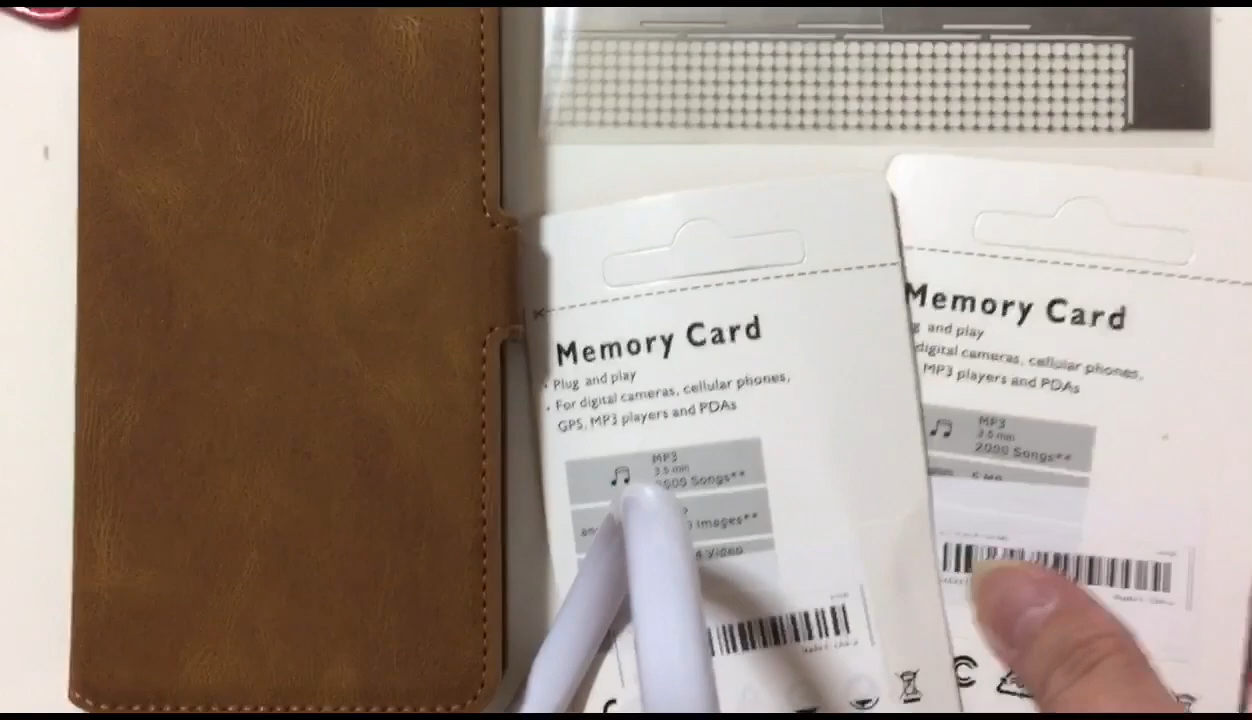 Memory Card
• Plug and play
• For digital cameras, cellular phones,
GPS, MP3 players and PDAs
MP3
3.5 min
2000 Songs**
Images**
Video
Memory Card
and play
digital cameras, cellular phones,
MP3 players and PDAs
MP3
3.5 min
2000 Songs**